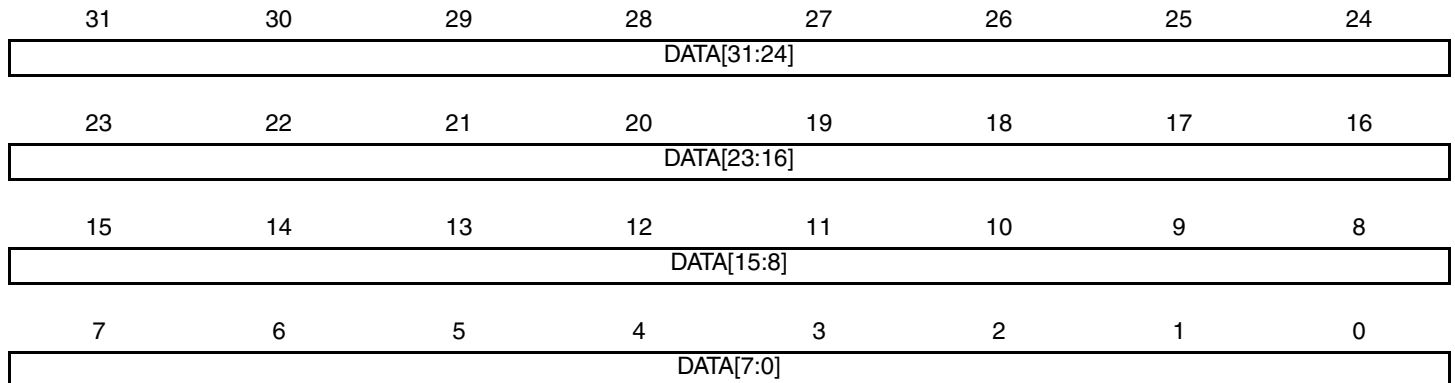 31 30 29 28 27 26 25 24
DATA[31:24]
23 22 21 20 19 18 17 16
DATA[23:16]
15 14 13 12 11 10 9 8
DATA[15:8]
7 6 5 4 3 2 1 0
DATA[7:0]